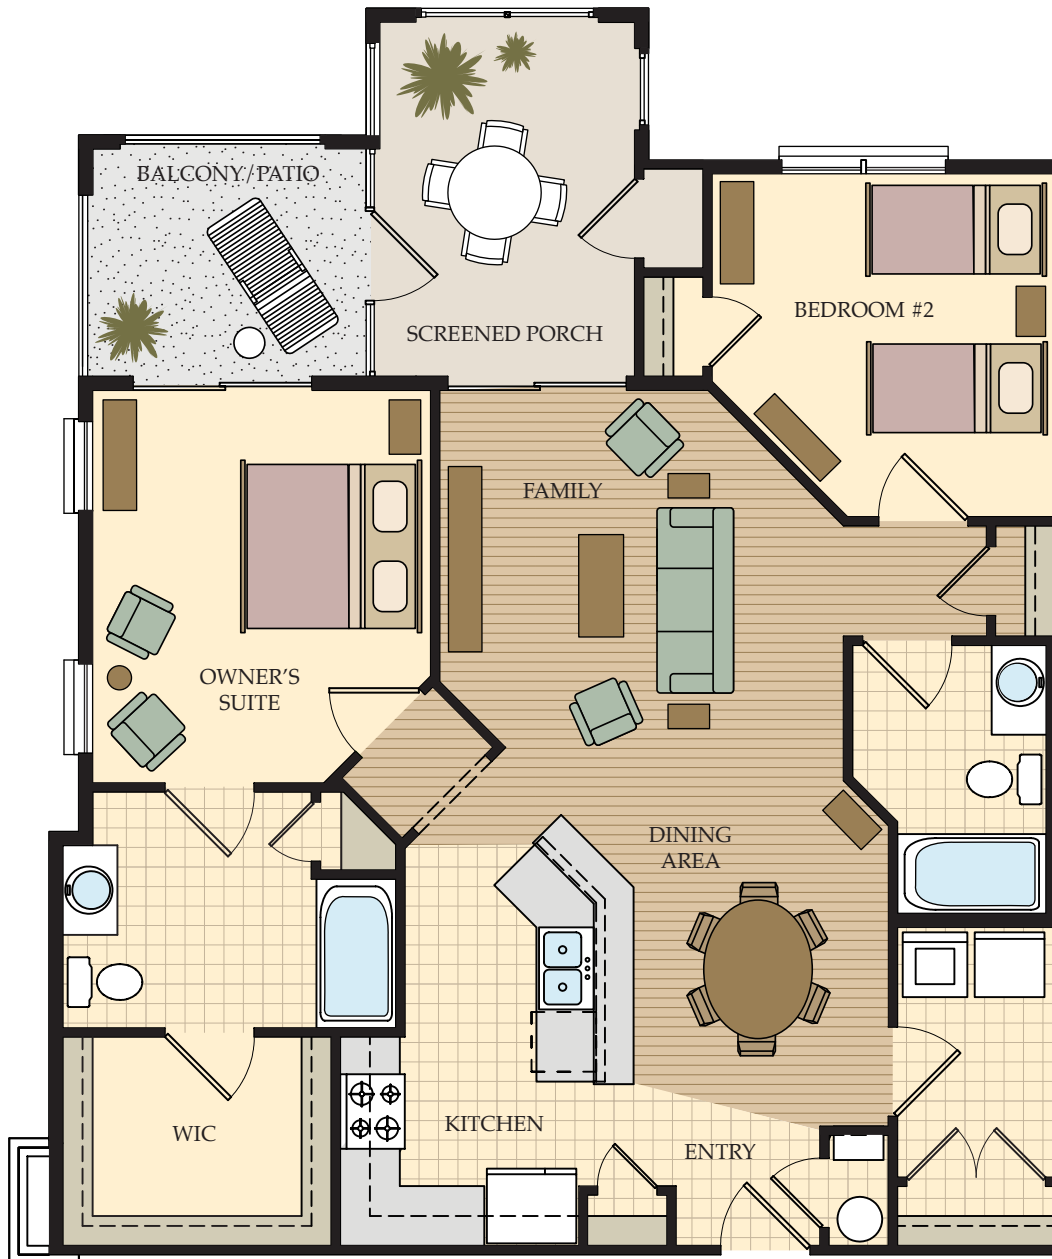 BALCONY/PATIO
SCREENED PORCH
BEDROOM #2
FAMILY
OWNER'S
SUITE
DINING
AREA
KITCHEN
WIC
ENTRY